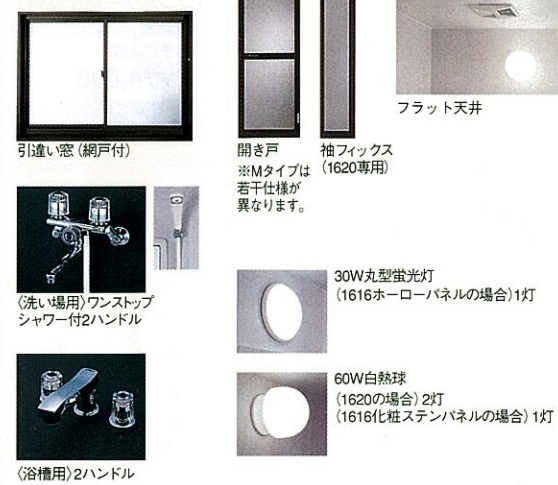 引違い窓(網戸付)
開き戸
※Mタイプは
若干仕様が
異なります。
袖フィックス
(1620専用)
フラット天井
〈洗い場用〉ワンストップ
シャワー付2ハンドル
30W丸型蛍光灯
(1616ホーローパネルの場合)1灯
60W白熱球
(1620の場合)2灯
(1616化粧ステンパネルの場合)1灯
〈浴槽用〉2ハンドル